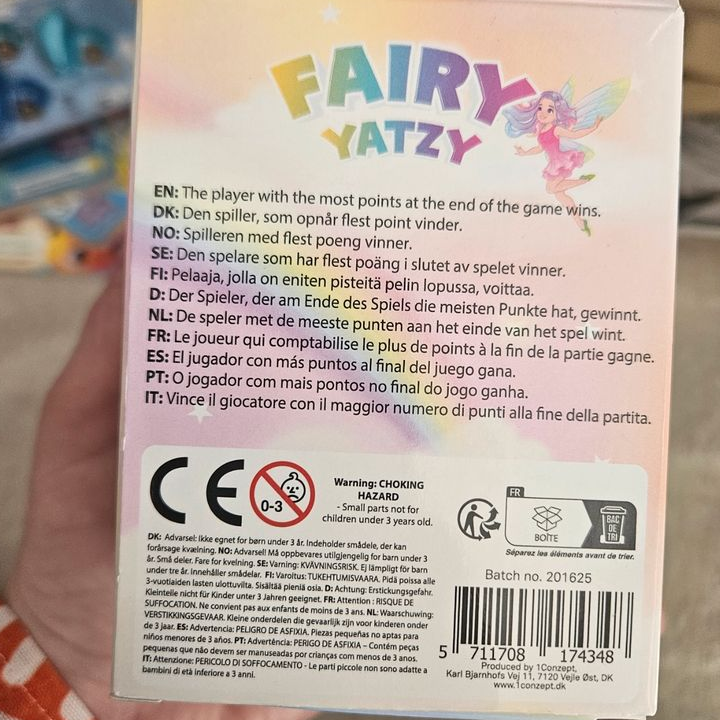 FAIRY
YATZY
EN: The player with the most points at the end of the game wins.
DK: Den spiller, som opnår flest point vinder.
NO: Spilleren med flest poeng vinner.
SE: Den spelare som har flest poäng i slutet av spelet vinner.
FI: Pelaaja, jolla on eniten pisteitä pelin lopussa, voittaa.
D: Der Spieler, der am Ende des Spiels die meisten Punkte hat, gewinnt.
NL: De speler met de meeste punten aan het einde van het spel wint.
FR: Le joueur qui comptabilise le plus de points à la fin de la partie gagne.
ES: El jugador con más puntos al final del juego gana.
PT: O jogador com mais pontos no final do jogo ganha.
IT: Vince il giocatore con il maggior numero di punti alla fine della partita.
CE
0-3
Warning: CHOKING
HAZARD
- Small parts not for
children under 3 years old.
FR
BOÎTE
BAC
DE
TRI
Séparez les éléments avant de trier.
DK: Advarsel: Ikke egnet for børn under 3 år. Indeholder smådele, der kan
forårsage kvælning. NO: Advarsel! Må oppbevares utilgjengelig for barn under 3
år. Små deler. Fare for kvelning. SE: Varning: KVÄVNINGSRISK. Ej lämpligt för barn
under tre år. Innehåller smådelar. FI: Varoitus: TUKEHTUMISVAARA. Pidä poissa alle
3-vuotiaiden lasten ulottuvilta. Sisältää pieniä osia. D: Achtung: Erstickungsgefahr.
Kleinteile nicht für Kinder unter 3 Jahren geeignet. FR: Attention : RISQUE DE
SUFFOCATION. Ne convient pas aux enfants de moins de 3 ans. NL: Waarschuwing:
VERSTIKKINGSGEVAAR. Kleine onderdelen die gevaarlijk zijn voor kinderen onder
de 3 jaar. ES: Advertencia: PELIGRO DE ASFIXIA. Piezas pequeñas no aptas para
niños menores de 3 años. PT: Advertência: PERIGO DE ASFIXIA – Contém peças
pequenas que não devem ser manuseadas por crianças com menos de 3 anos.
IT: Attenzione: PERICOLO DI SOFFOCAMENTO - Le parti piccole non sono adatte a
bambini di età inferiore a 3 anni.
Batch no. 201625
5 711708 174348
Produced by 1Conzept,
Karl Bjarnhofs Vej 11, 7120 Vejle Øst, DK
www.1conzept.dk